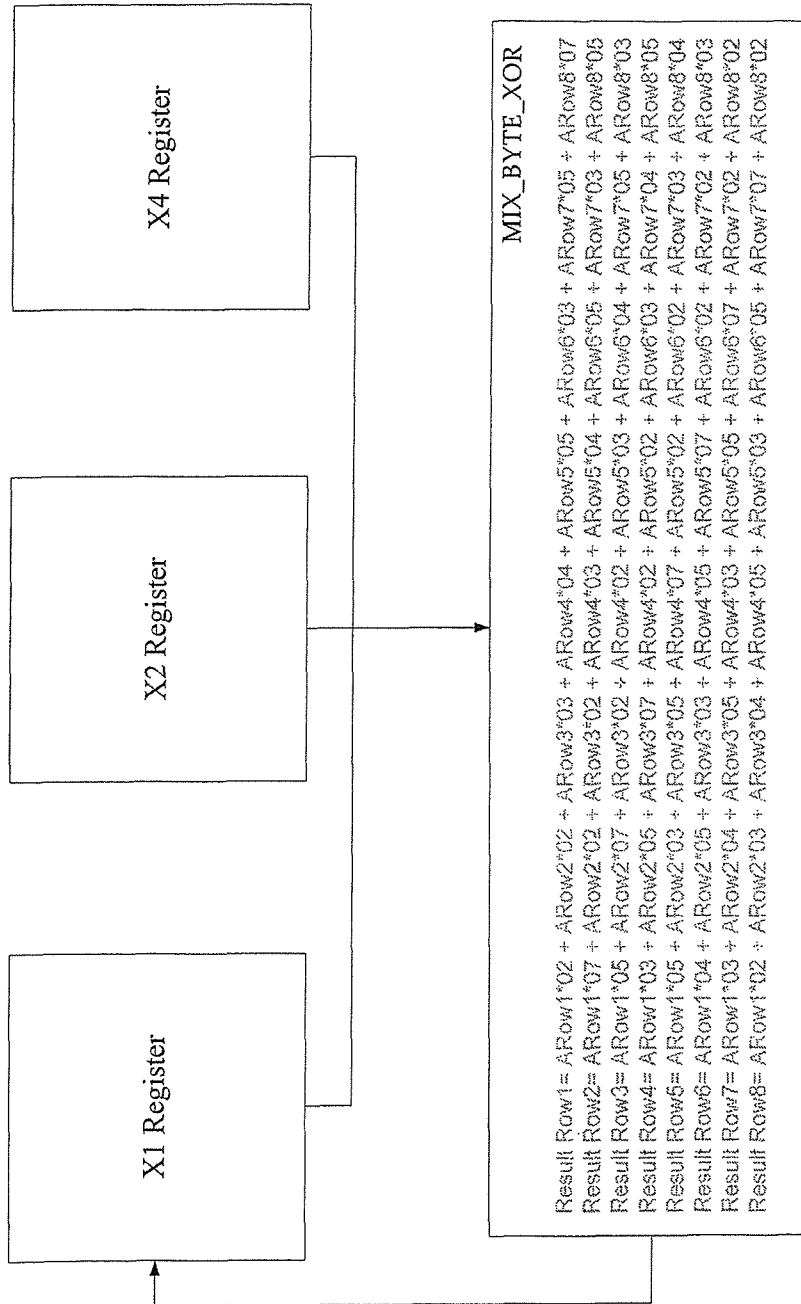 X1 Register
X2 Register
X4 Register
MIX_BYTE_XOR
Result Row1= ARow1*02 + ARow2*02 + ARow3*03 + ARow4*04 + ARow5*05 + ARow6*03 + ARow7*05 + ARow8*07
Result Row2= ARow1*07 + ARow2*02 + ARow3*02 + ARow4*03 + ARow5*04 + ARow6*05 + ARow7*03 + ARow8*05
Result Row3= ARow1*05 + ARow2*07 + ARow3*02 + ARow4*02 + ARow5*03 + ARow6*04 + ARow7*05 + ARow8*03
Result Row4= ARow1*03 + ARow2*05 + ARow3*07 + ARow4*02 + ARow5*02 + ARow6*03 + ARow7*04 + ARow8*05
Result Row5= ARow1*05 + ARow2*03 + ARow3*05 + ARow4*07 + ARow5*02 + ARow6*02 + ARow7*03 + ARow8*04
Result Row6= ARow1*04 + ARow2*05 + ARow3*03 + ARow4*05 + ARow5*07 + ARow6*02 + ARow7*02 + ARow8*03
Result Row7= ARow1*03 + ARow2*04 + ARow3*05 + ARow4*03 + ARow5*05 + ARow6*07 + ARow7*02 + ARow8*02
Result Row8= ARow1*02 + ARow2*03 + ARow3*04 + ARow4*05 + ARow5*03 + ARow6*05 + ARow7*07 + ARow8*02